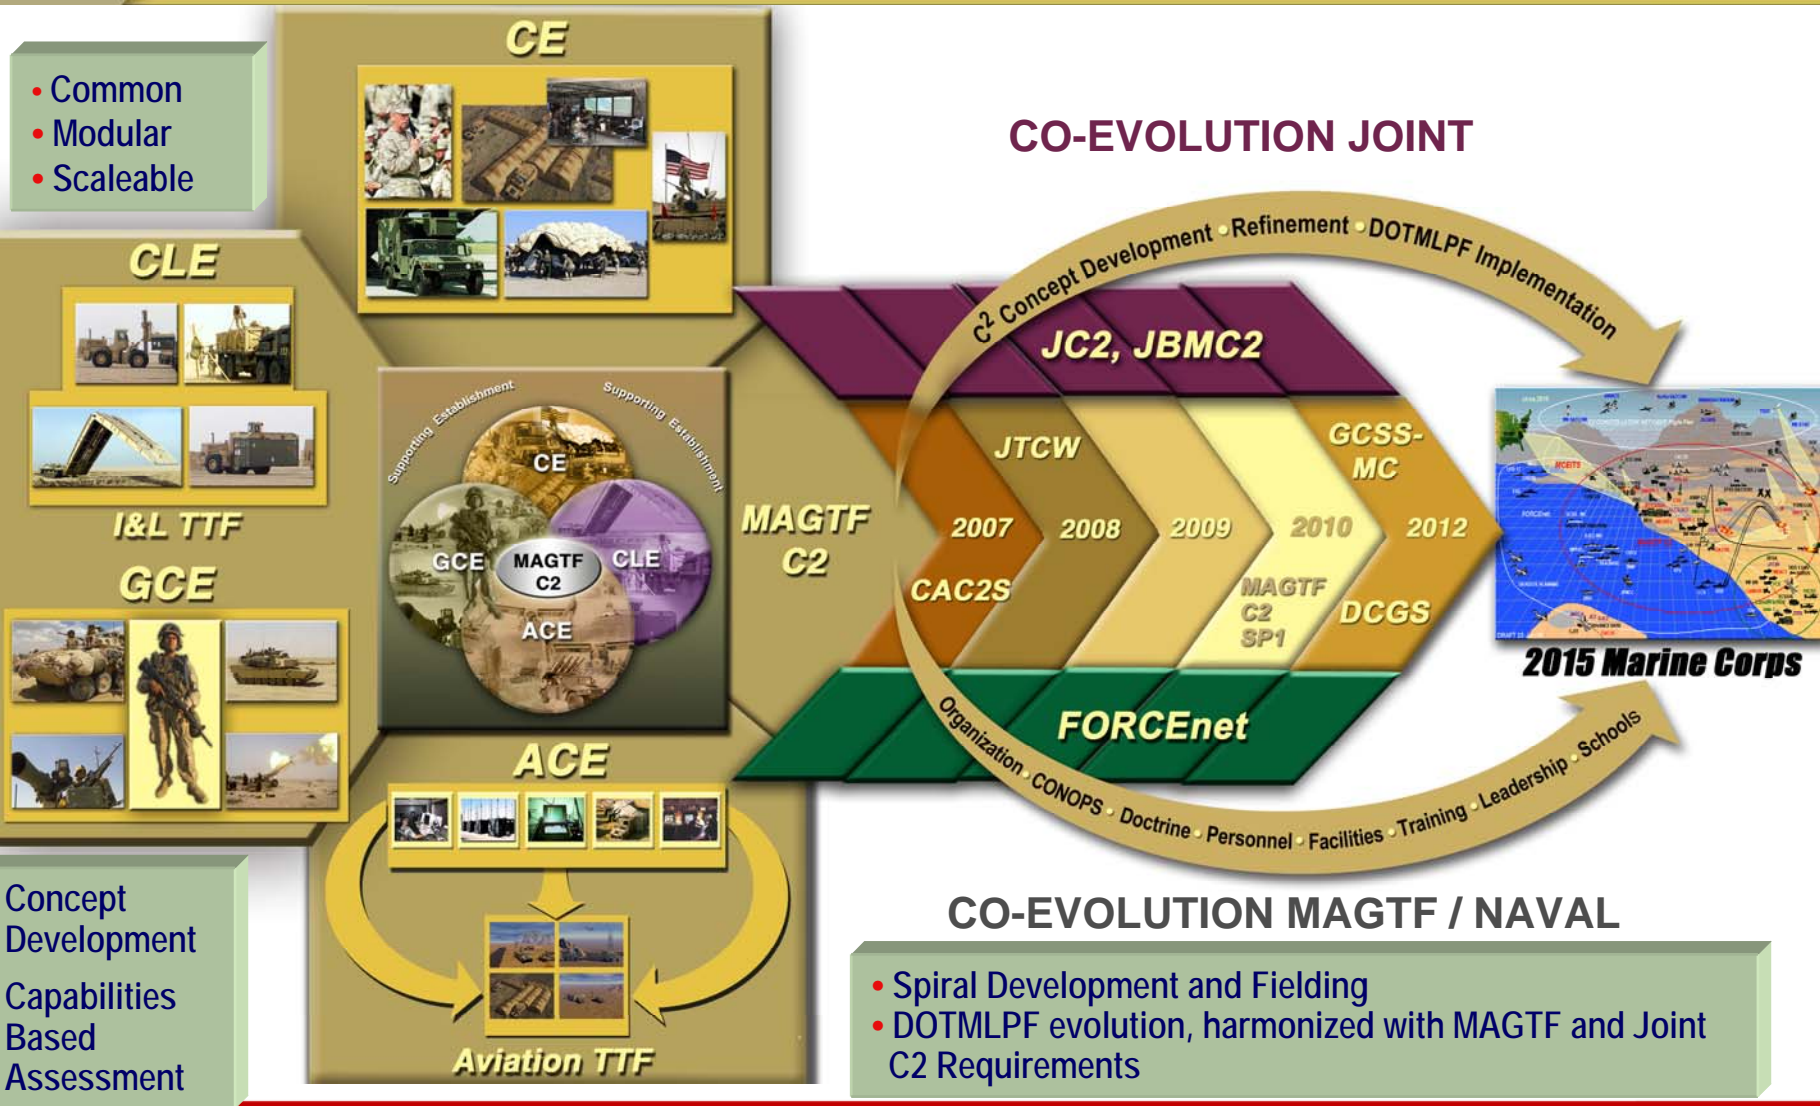 CE
• Common
• Modular
• Scaleable
CO-EVOLUTION JOINT
CLE
I&L TTF
GCE
C2 Concept Development • Refinement • DOTMLPF Implementation
JC2, JBMC2
Supporting Establishment
Supporting Establishment
CE
GCE
MAGTF
C2
CLE
ACE
MAGTF
C2
JTCW
GCSS-
MC
2007
2008
2009
2010
2012
CAC2S
MAGTF
C2
SP1
DCGS
MCEITS
FORCEnet
2015 Marine Corps
FORCEnet
Organization • CONOPS • Doctrine • Personnel • Facilities • Training • Leadership • Schools
ACE
Aviation TTF
Concept
Development
Capabilities
Based
Assessment
CO-EVOLUTION MAGTF / NAVAL
• Spiral Development and Fielding
• DOTMLPF evolution, harmonized with MAGTF and Joint
C2 Requirements